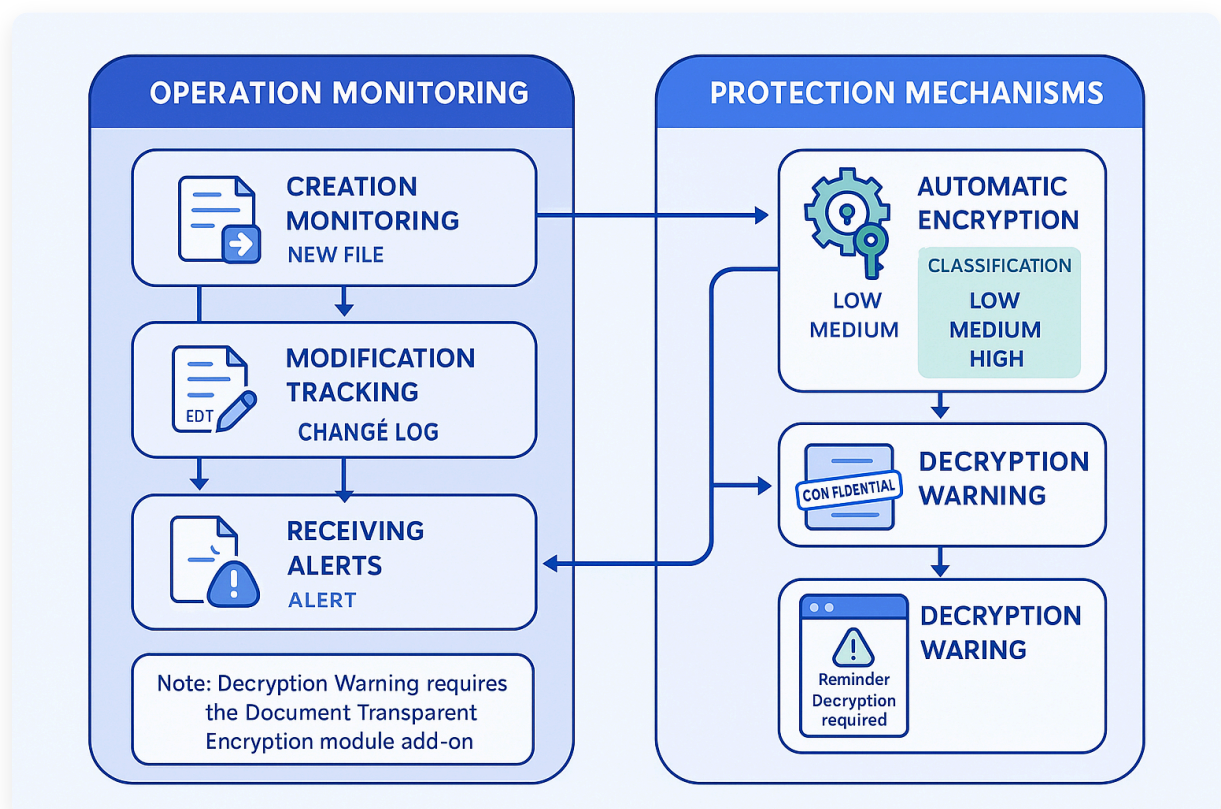 OPERATION MONITORING
CREATION
MONITORING
NEW FILE
MODIFICATION
TRACKING
EDT
CHANGÉ LOG
RECEIVING
ALERTS
ALERT
Note: Decryption Warning requires
the Document Transparent
Encryption module add-on
PROTECTION MECHANISMS
AUTOMATIC
ENCRYPTION
LOW
MEDIUM
CLASSIFICATION
LOW
MEDIUM
HIGH
CON FLDENTIAL
DECRYPTION
WARNING
DECRYPTION
WARING
Reminder
Decryption
required